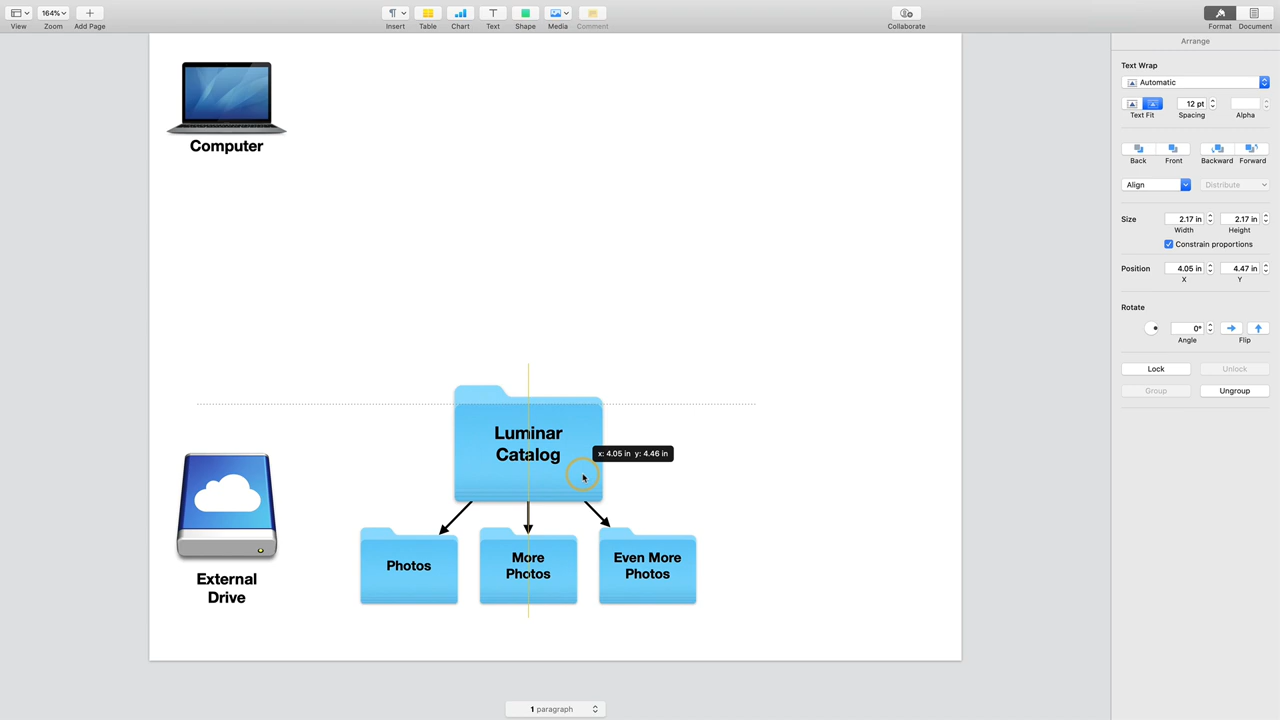 164%
View
Zoom
Add Page
Insert
Table
Chart
Text
Shape
Media
Comment
Collaborate
Format
Document
Arrange
Text Wrap
Automatic
12 pt
Text Fit
Spacing
Alpha
Back
Front
Backward
Forward
Align
Distribute
Size
2.17 in
2.17 in
Width
Height
Constrain proportions
Position
4.05 in
4.47 in
X
Y
Rotate
0°
Angle
Flip
Lock
Unlock
Group
Ungroup
Computer
Luminar
Catalog
x: 4.05 in y: 4.46 in
Photos
More
Photos
Even More
Photos
External
Drive
1 paragraph